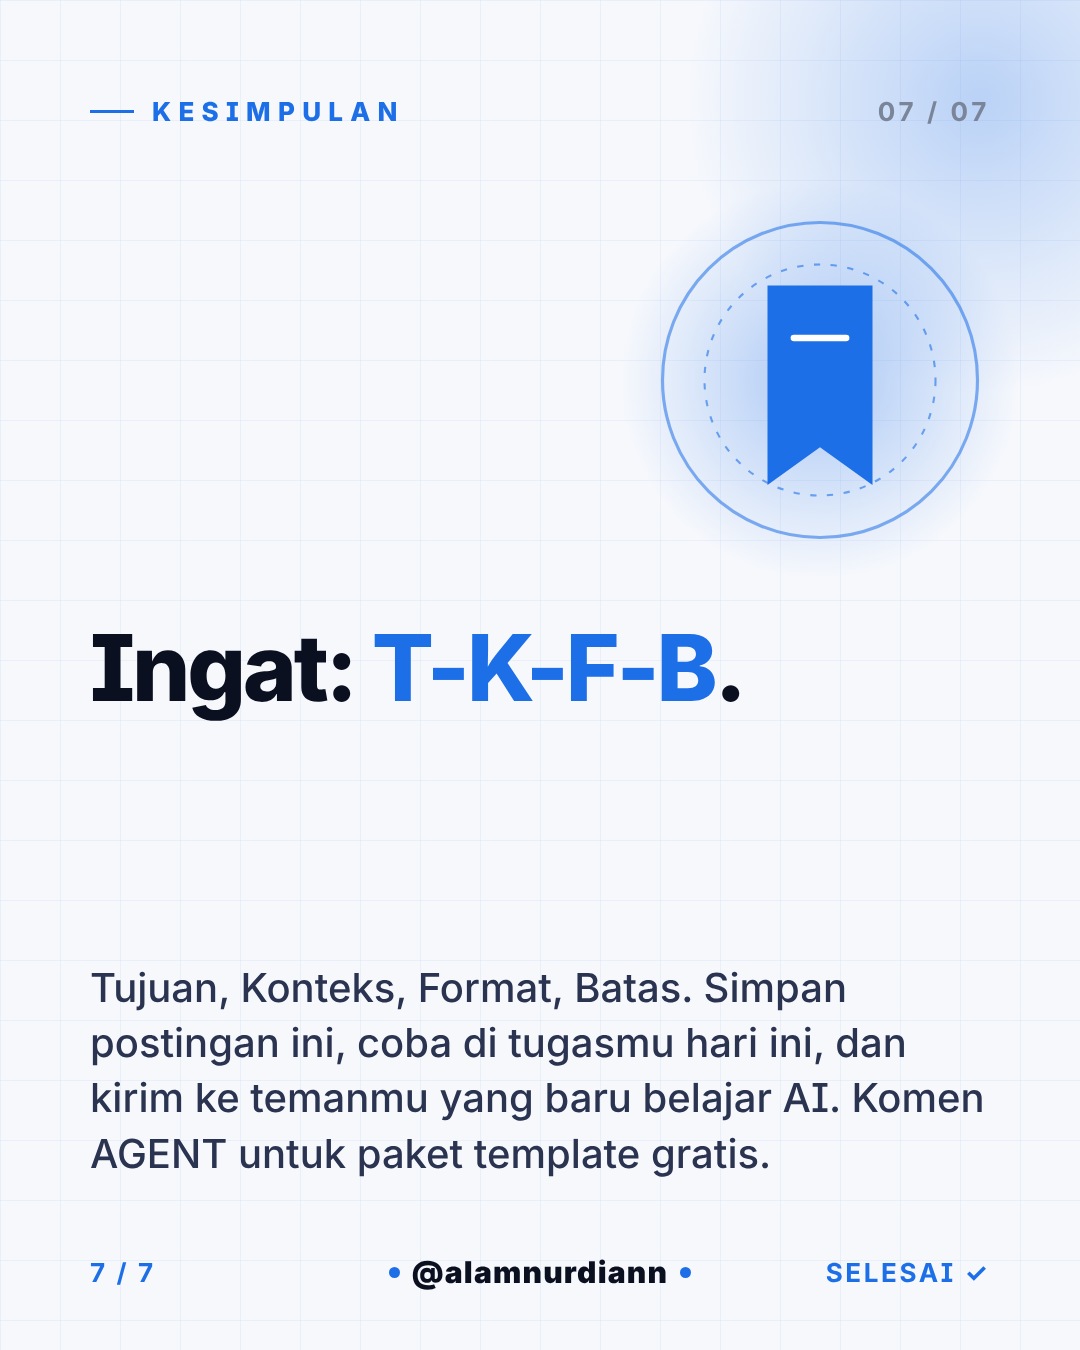 KESIMPULAN
07 / 07
Ingat: T-K-F-B.
Tujuan, Konteks, Format, Batas. Simpan
postingan ini, coba di tugasmu hari ini, dan
kirim ke temanmu yang baru belajar AI. Komen
AGENT untuk paket template gratis.
7 / 7
• @alamnurdiann •
SELESAI ✓